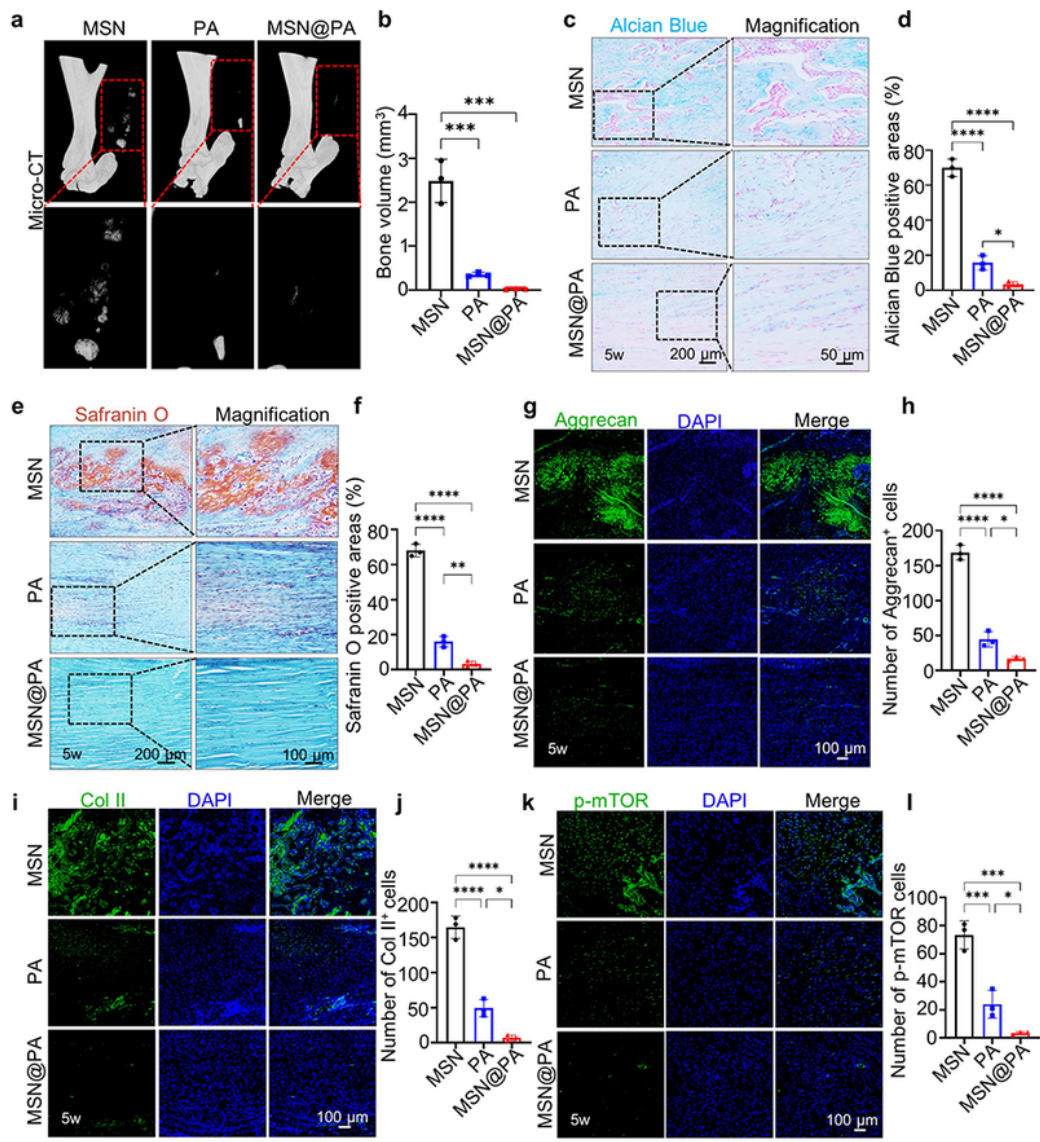 a
MSN
PA
MSN@PA
Micro-CT
b
Bone volume (mm³)
4
3
2
1
0
***
***
MSN
PA
MSN@PA
c
Alcian Blue
Magnification
MSN
PA
MSN@PA
5w
200 µm
50 µm
d
Alician Blue positive areas (%)
80
60
40
20
0
****
****
*
MSN
PA
MSN@PA
e
Safranin O
Magnification
MSN
PA
MSN@PA
5w
200 µm
100 µm
f
Safranin O positive areas (%)
80
60
40
20
0
****
****
**
MSN
PA
MSN@PA
g
Aggrecan
DAPI
Merge
MSN
PA
MSN@PA
5w
100 µm
h
Number of Aggrecan⁺ cells
200
150
100
50
0
****
****
*
MSN
PA
MSN@PA
i
Col II
DAPI
Merge
MSN
PA
MSN@PA
5w
100 µm
j
Number of Col II⁺ cells
200
150
100
50
0
****
****
*
MSN
PA
MSN@PA
k
p-mTOR
DAPI
Merge
MSN
PA
MSN@PA
5w
100 µm
l
Number of p-mTOR cells
100
80
60
40
20
0
***
***
*
MSN
PA
MSN@PA